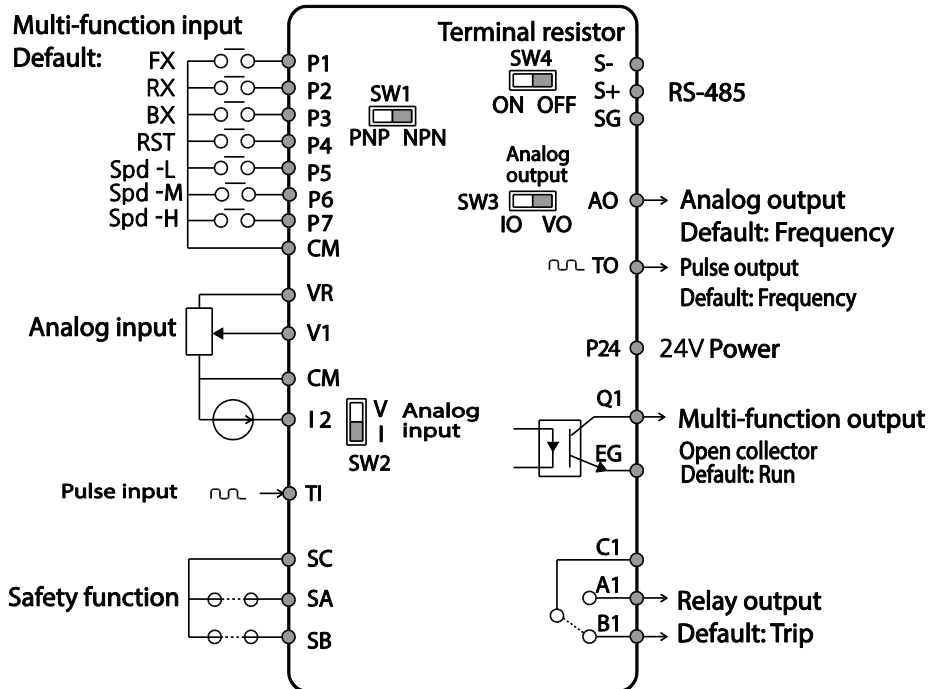 Multi-function input
Default:
FX
RX
BX
RST
Spd -L
Spd -M
Spd -H
P1
P2
P3
P4
P5
P6
P7
CM
SW1
PNP NPN
Terminal resistor
SW4
ON OFF
S-
S+
SG
RS-485
Analog
output
SW3
IO VO
AO
Analog output
Default: Frequency
TO
Pulse output
Default: Frequency
Analog input
VR
V1
CM
I 2
V
I
Analog
input
SW2
P24
24V Power
Q1
EG
Multi-function output
Open collector
Default: Run
Pulse input
TI
Safety function
SC
SA
SB
C1
A1
B1
Relay output
Default: Trip